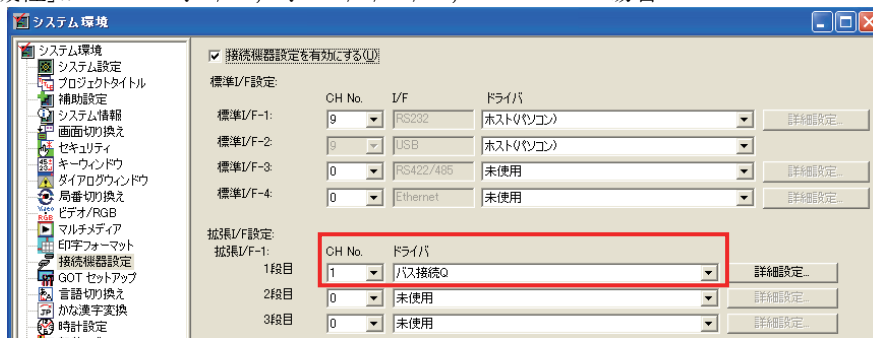 システム環境
システム環境
システム設定
プロジェクトタイトル
補助設定
システム情報
画面切り換え
セキュリティ
キーウィンドウ
ダイアログウィンドウ
局番切り換え
ビデオ/RGB
マルチメディア
印字フォーマット
接続機器設定
GOT セットアップ
言語切り換え
かな漢字変換
時計設定
接続機器設定を有効にする(U)
標準I/F設定:
CH No. I/F ドライバ
標準I/F-1: 9 RS232 ホスト(パソコン) 詳細設定...
標準I/F-2: 9 USB ホスト(パソコン)
標準I/F-3: 0 RS422/485 未使用 詳細設定...
標準I/F-4: 0 Ethernet 未使用 詳細設定...
拡張I/F設定:
拡張I/F-1: CH No. ドライバ
1段目 1 バス接続Q 詳細設定...
2段目 0 未使用 詳細設定...
3段目 0 未使用 詳細設定...